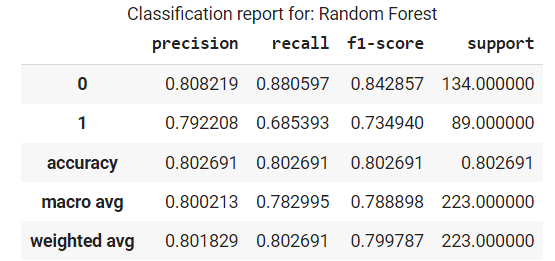 Classification report for: Random Forest
precision recall f1-score support
0 0.808219 0.880597 0.842857 134.000000
1 0.792208 0.685393 0.734940 89.000000
accuracy 0.802691 0.802691 0.802691 0.802691
macro avg 0.800213 0.782995 0.788898 223.000000
weighted avg 0.801829 0.802691 0.799787 223.000000